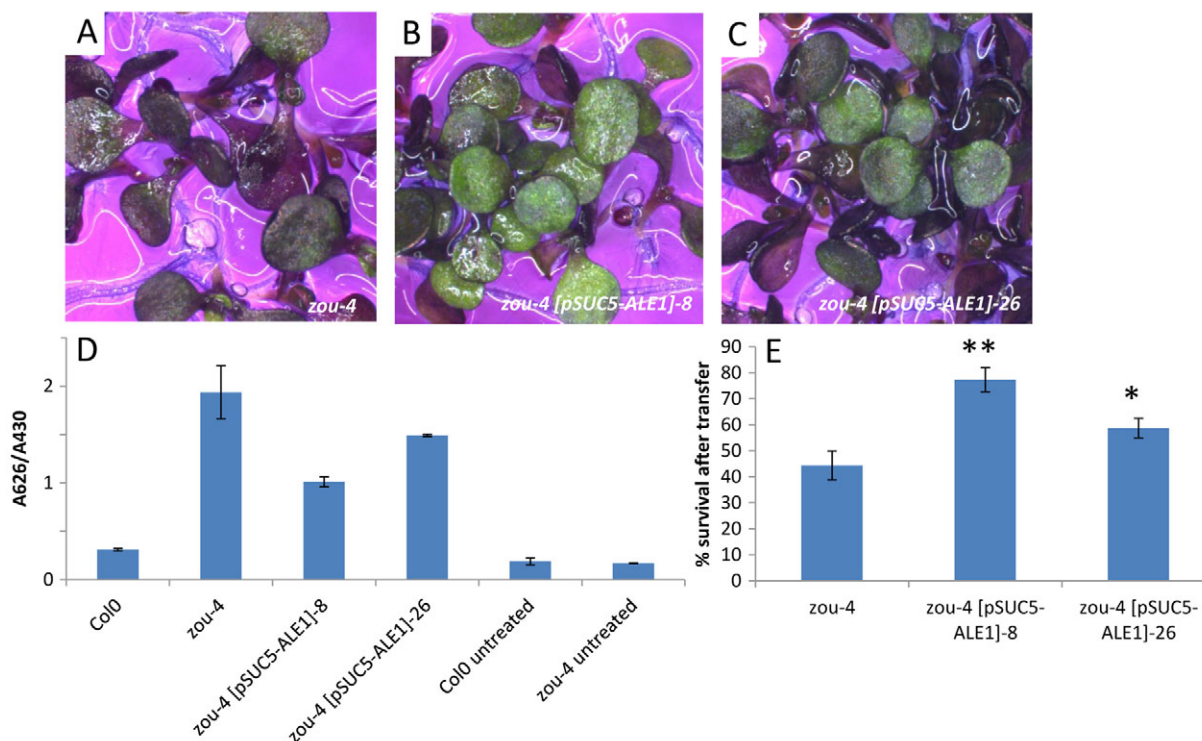 A
B
C
zou-4
zou-4 [pSUC5-ALE1]-8
zou-4 [pSUC5-ALE1]-26
D
A626/A430
2
1
0
Col0
zou-4
zou-4 [pSUC5-ALE1]-8
zou-4 [pSUC5-ALE1]-26
Col0 untreated
zou-4 untreated
E
% survival after transfer
90
80
70
60
50
40
30
20
10
0
**
*
zou-4
zou-4 [pSUC5-
ALE1]-8
zou-4 [pSUC5-
ALE1]-26